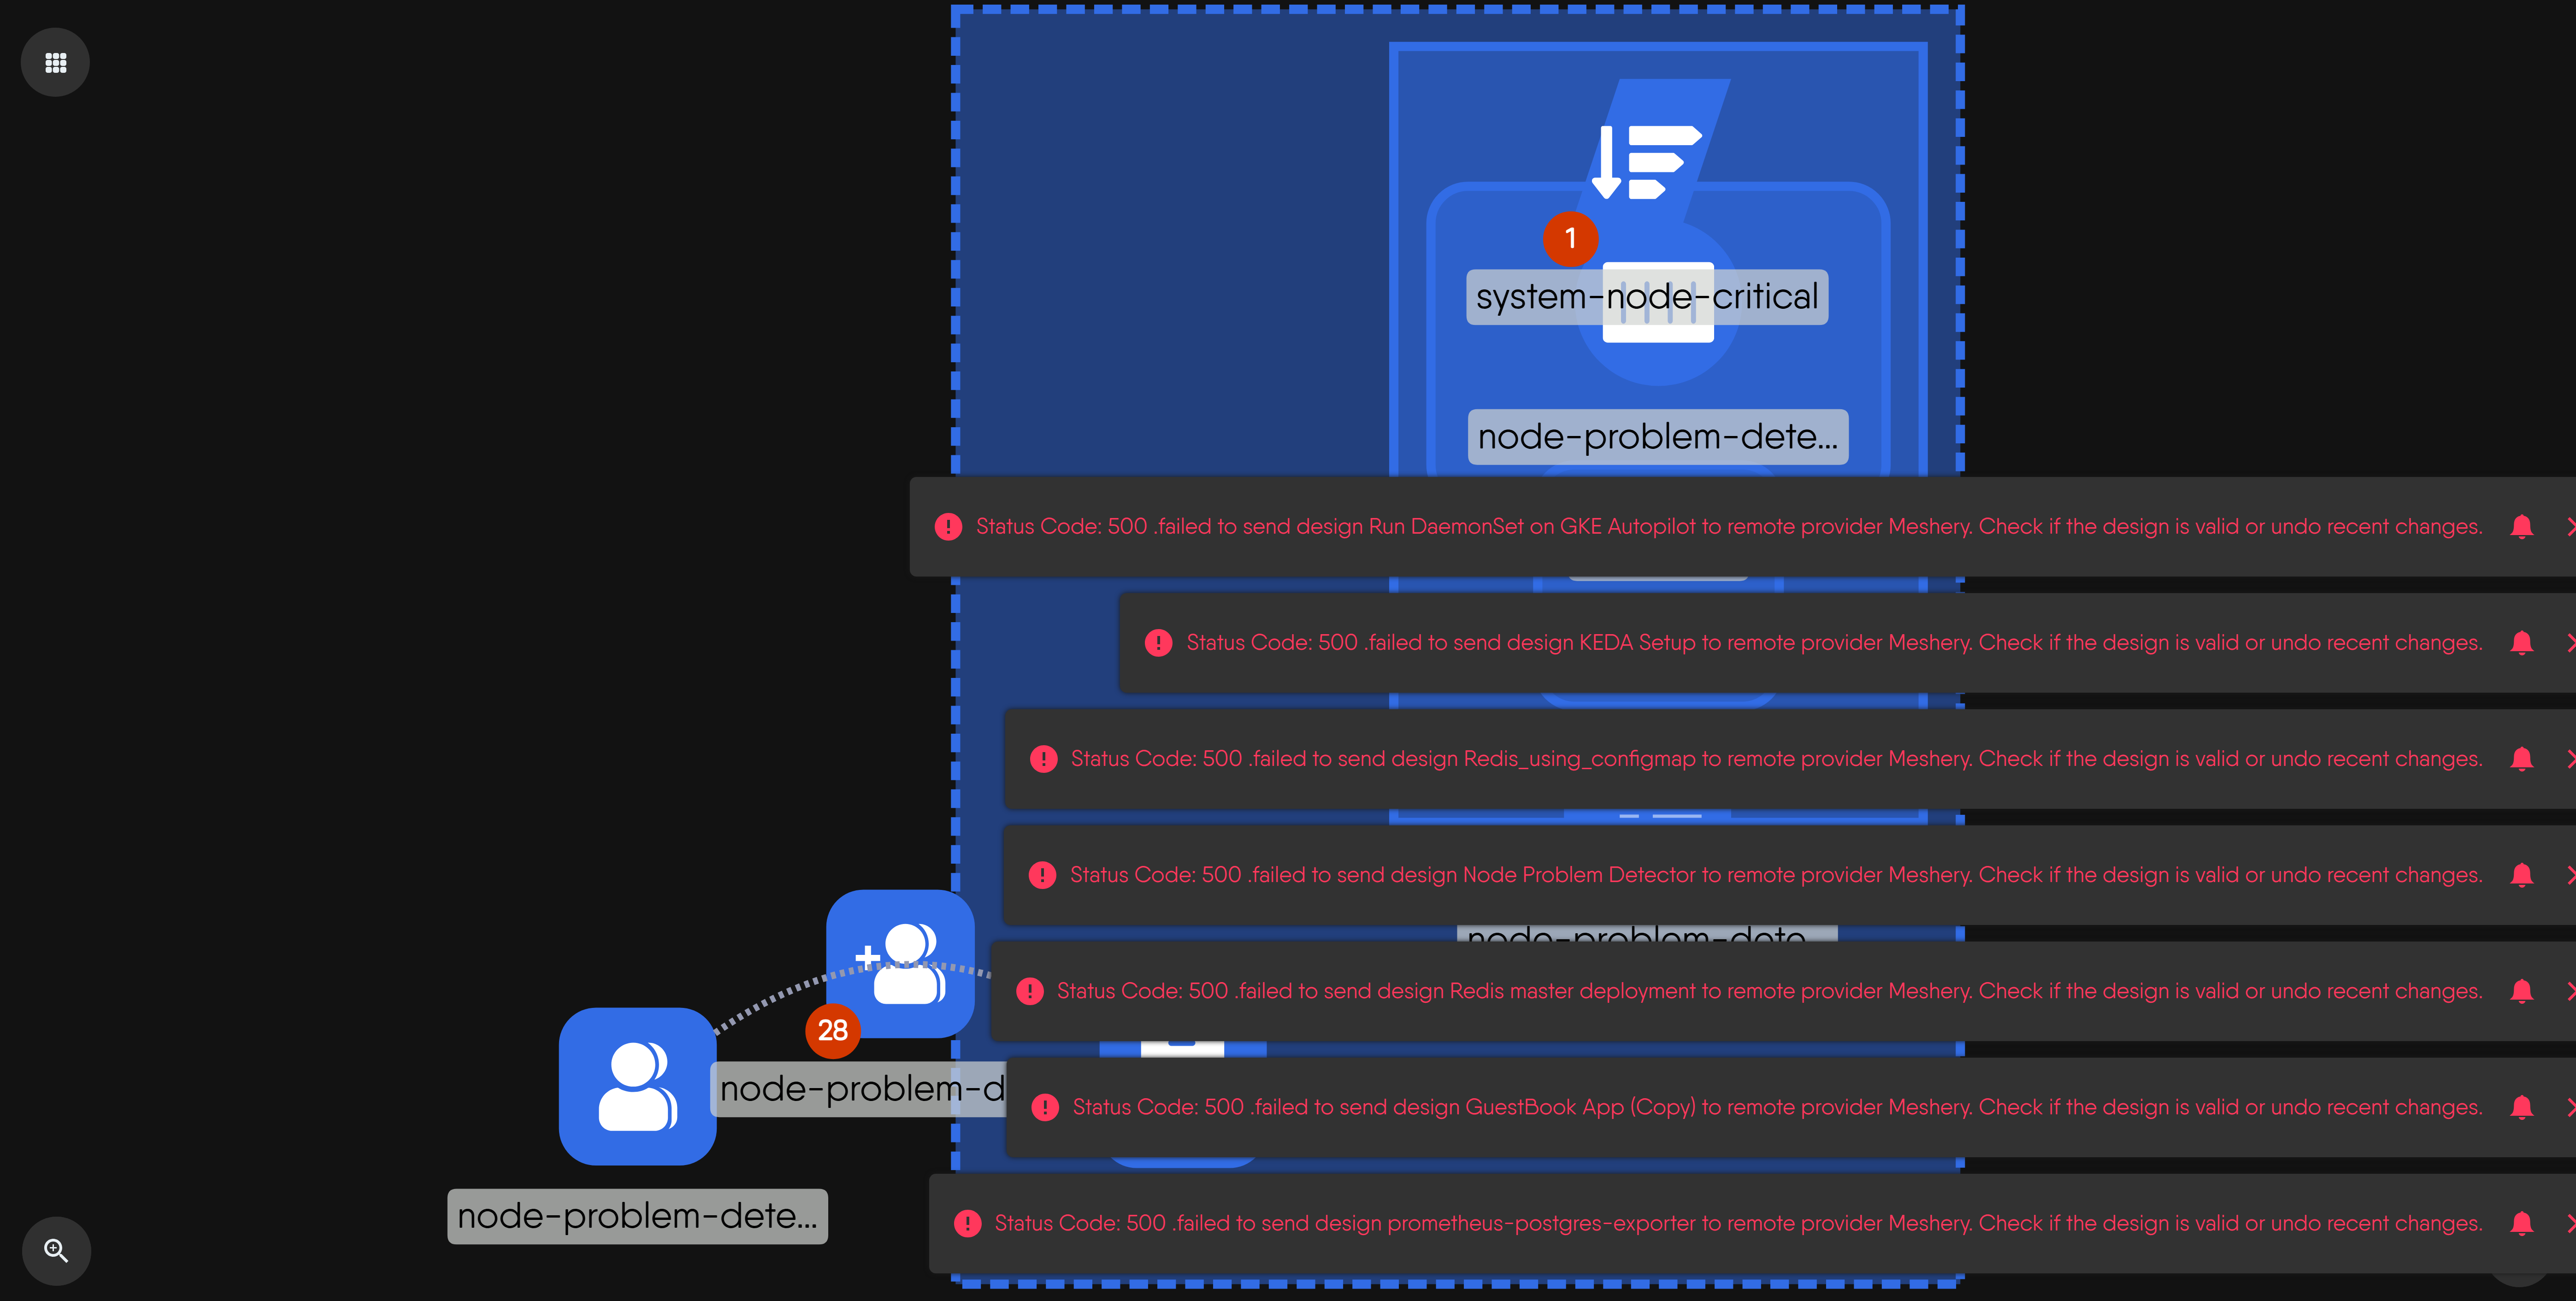 1
system-node-critical
node-problem-dete...
Status Code: 500 .failed to send design Run DaemonSet on GKE Autopilot to remote provider Meshery. Check if the design is valid or undo recent changes.
Status Code: 500 .failed to send design KEDA Setup to remote provider Meshery. Check if the design is valid or undo recent changes.
Status Code: 500 .failed to send design Redis_using_configmap to remote provider Meshery. Check if the design is valid or undo recent changes.
Status Code: 500 .failed to send design Node Problem Detector to remote provider Meshery. Check if the design is valid or undo recent changes.
node-problem-dete...
Status Code: 500 .failed to send design Redis master deployment to remote provider Meshery. Check if the design is valid or undo recent changes.
28
node-problem-d
Status Code: 500 .failed to send design GuestBook App (Copy) to remote provider Meshery. Check if the design is valid or undo recent changes.
node-problem-dete...
Status Code: 500 .failed to send design prometheus-postgres-exporter to remote provider Meshery. Check if the design is valid or undo recent changes.